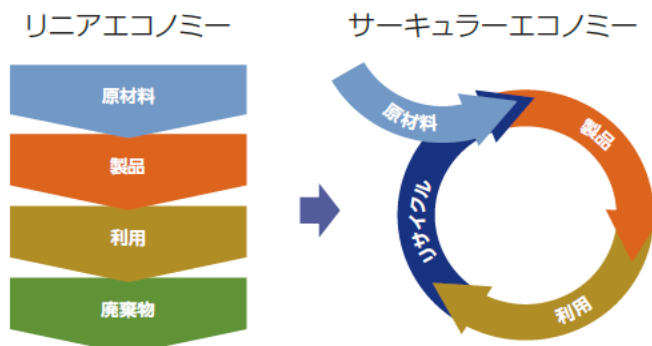 リニアエコノミー
原材料
製品
利用
廃棄物
サーキュラーエコノミー
原材料
製品
利用
リサイクル